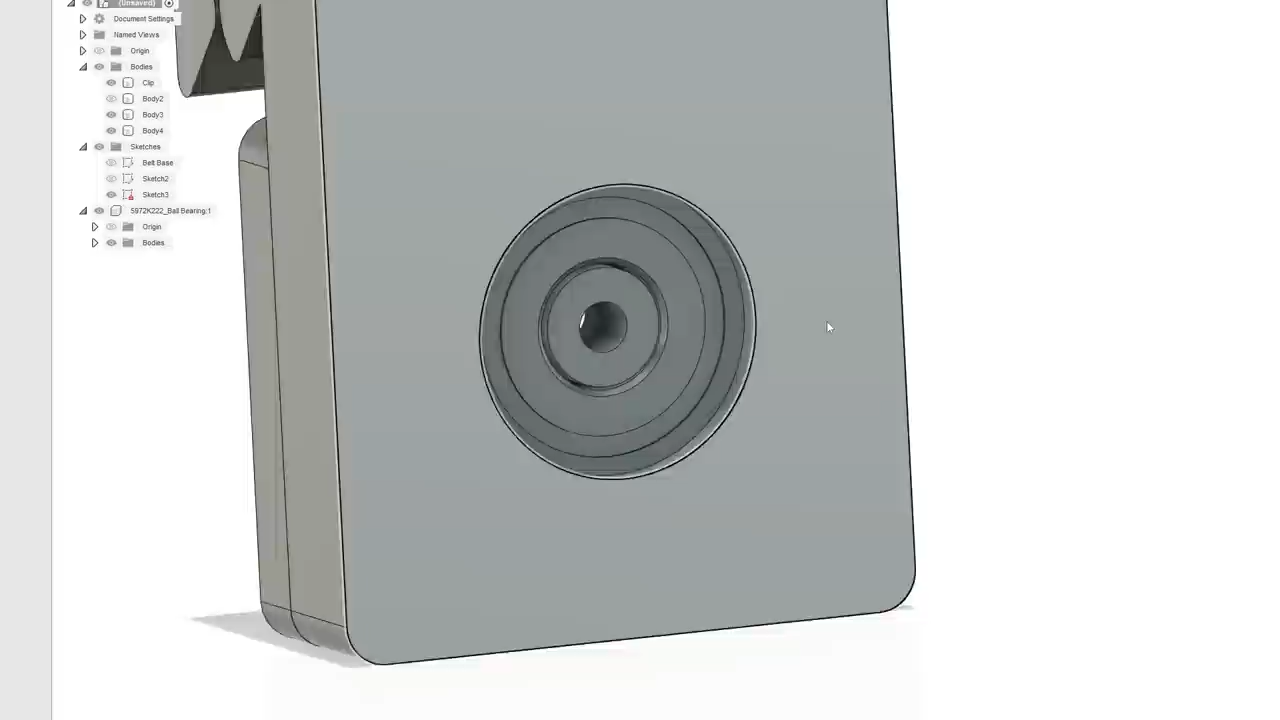 (Unsaved)
Document Settings
Named Views
Origin
Bodies
Clip
Body2
Body3
Body4
Sketches
Belt Base
Sketch2
Sketch3
5972K222_Ball Bearing:1
Origin
Bodies